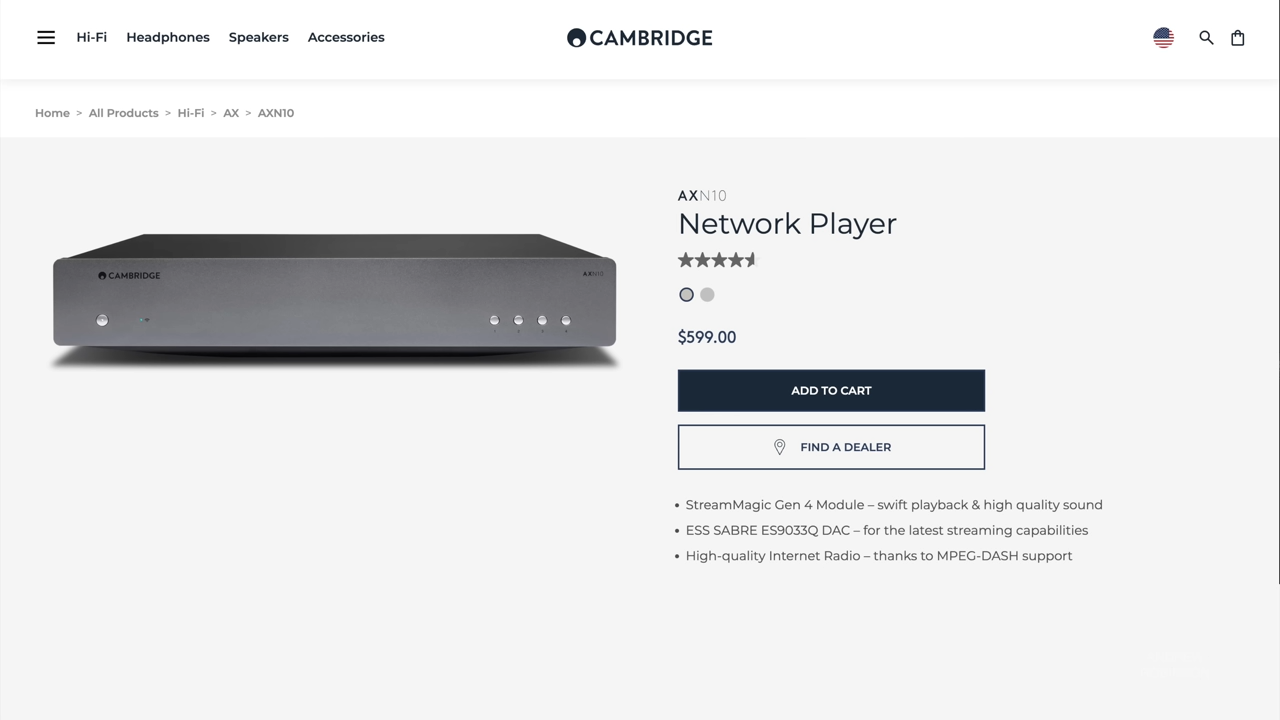 Hi-Fi Headphones Speakers Accessories
CAMBRIDGE
Home > All Products > Hi-Fi > AX > AXN10
CAMBRIDGE
AXN10
AXN10
Network Player
$599.00
ADD TO CART
FIND A DEALER
• StreamMagic Gen 4 Module – swift playback & high quality sound
• ESS SABRE ES9033Q DAC – for the latest streaming capabilities
• High-quality Internet Radio – thanks to MPEG-DASH support